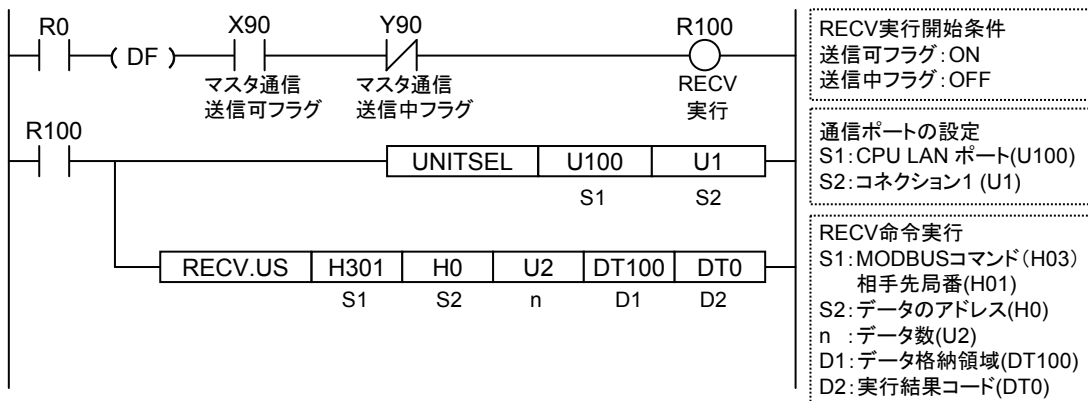 R0 X90 Y90 R100
( DF )
マスタ通信 マスタ通信 RECV
送信可フラグ 送信中フラグ 実行
R100
UNITSEL U100 U1
S1 S2
RECV.US H301 H0 U2 DT100 DT0
S1 S2 n D1 D2
RECV実行開始条件
送信可フラグ:ON
送信中フラグ:OFF
通信ポートの設定
S1:CPU LAN ポート(U100)
S2:コネクション1 (U1)
RECV命令実行
S1:MODBUSコマンド(H03)
相手先局番(H01)
S2:データのアドレス(H0)
n :データ数(U2)
D1:データ格納領域(DT100)
D2:実行結果コード(DT0)